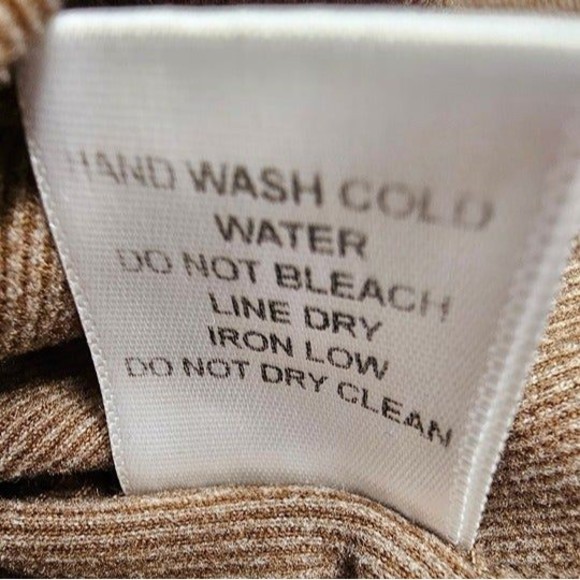 HAND WASH COLD
WATER
DO NOT BLEACH
LINE DRY
IRON LOW
DO NOT DRY CLEAN